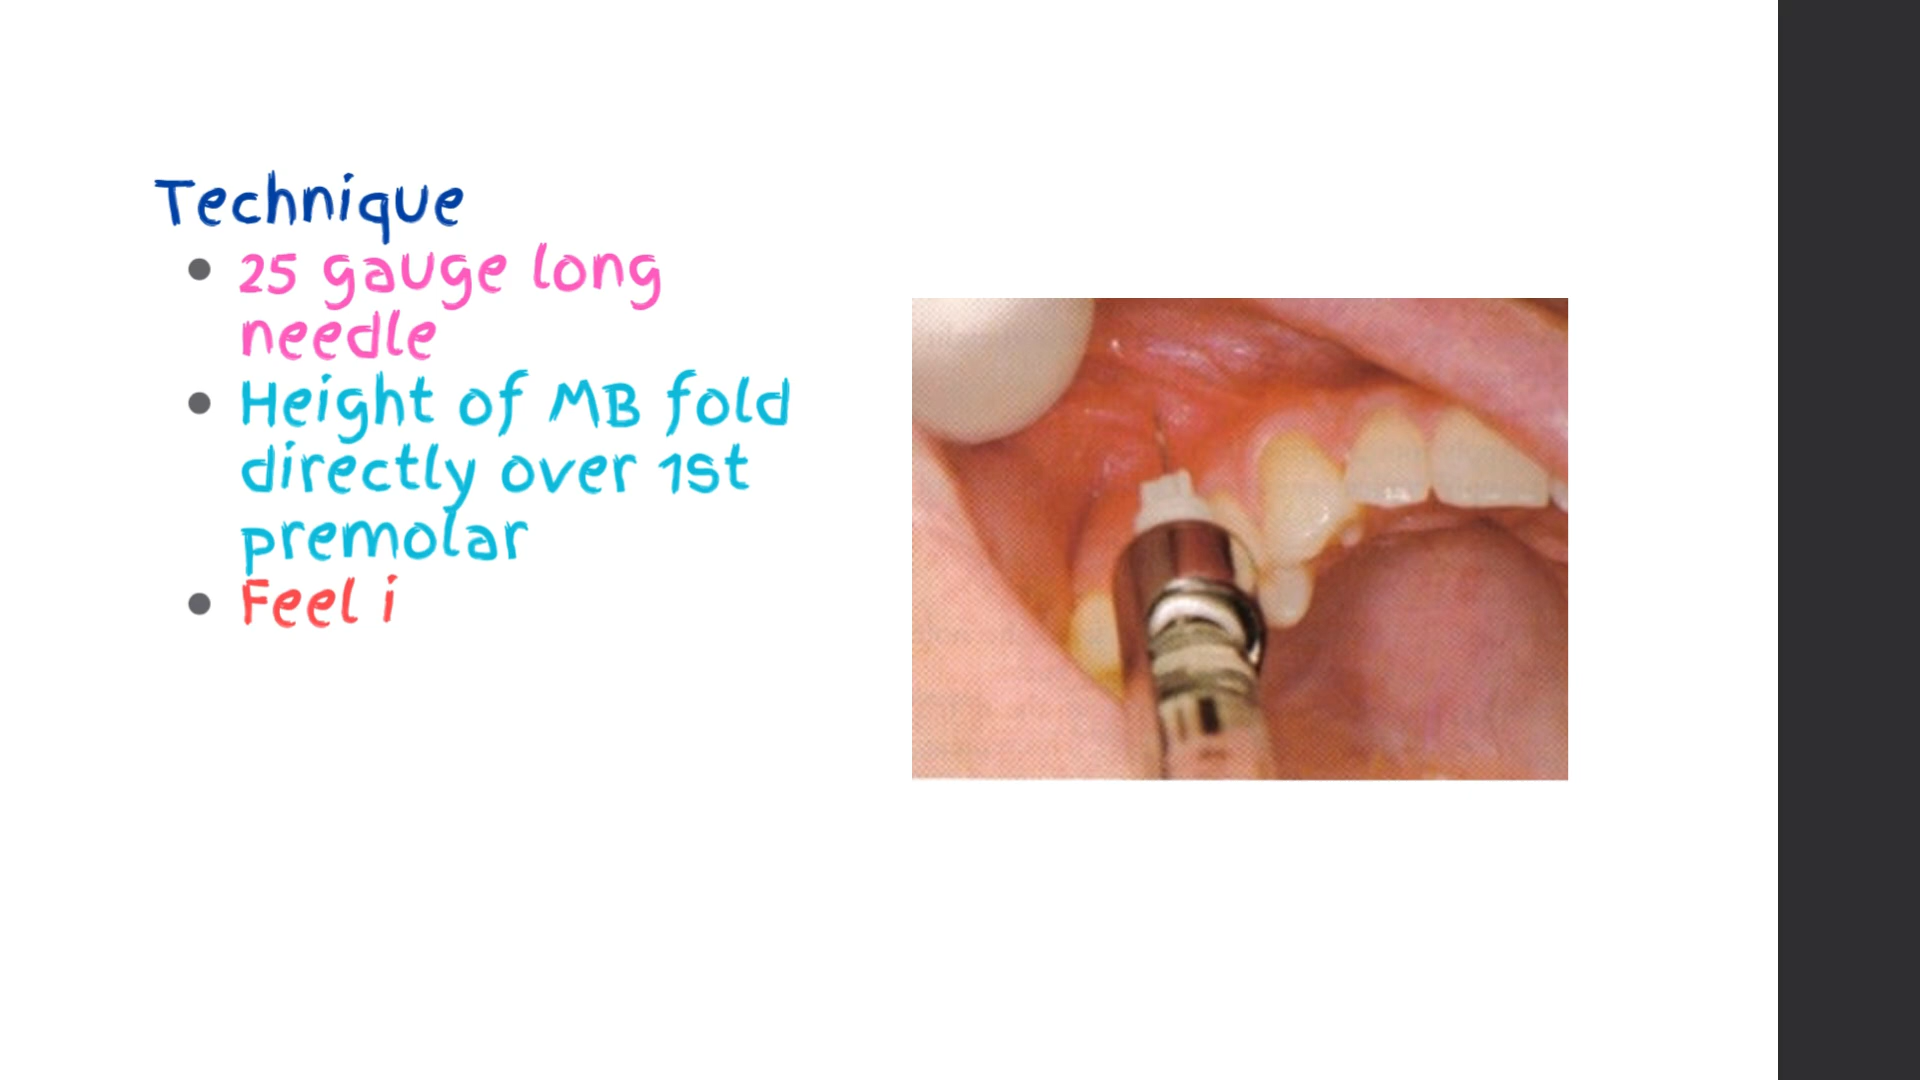 Technique
25 gauge long
needle
Height of MB fold
directly over 1st
premolar
Feel i